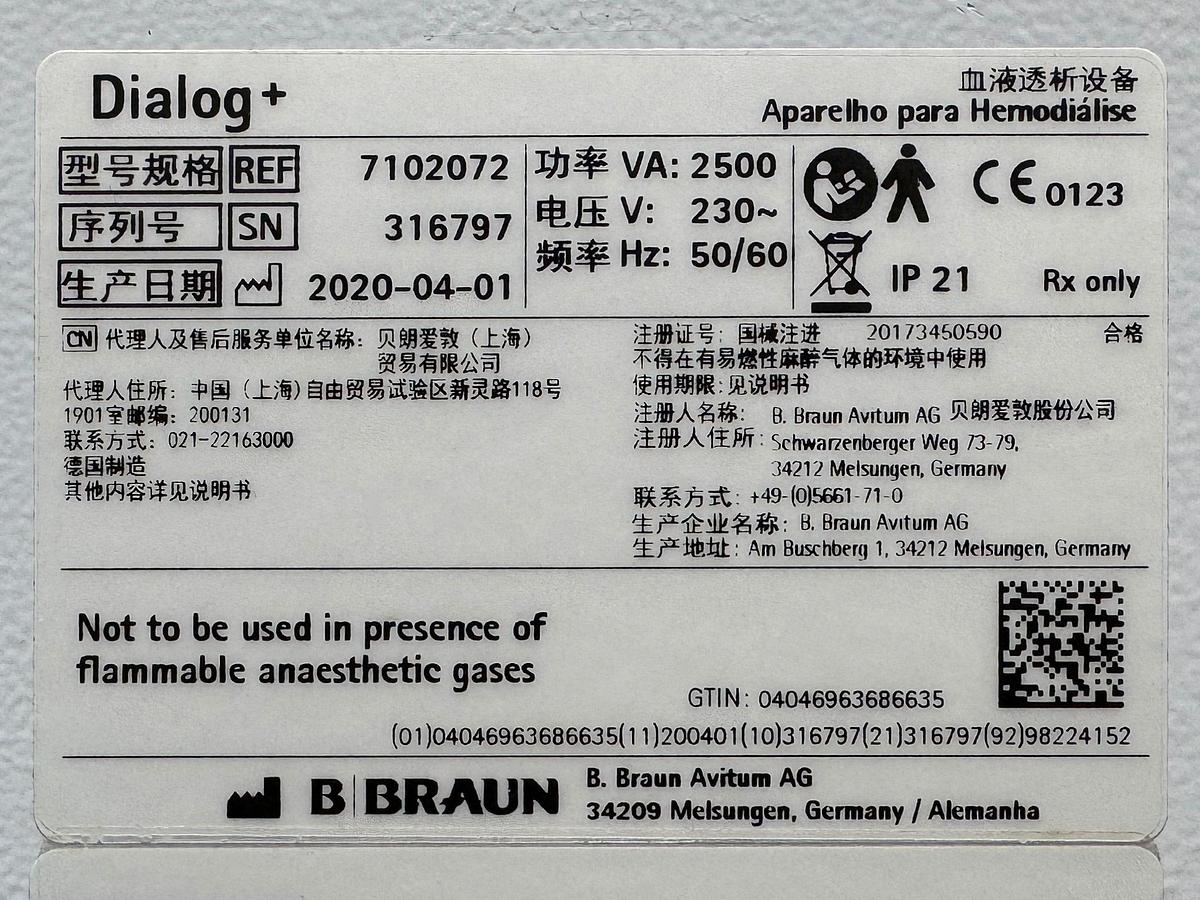 Dialog+
血液透析设备
Aparelho para Hemodiálise
型号规格 REF 7102072
序列号 SN 316797
生产日期 2020-04-01
功率 VA: 2500
电压 V: 230~
频率 Hz: 50/60
CE 0123
IP 21 Rx only
CN 代理人及售后服务单位名称: 贝朗爱敦（上海）
贸易有限公司
代理人住所: 中国（上海)自由贸易试验区新灵路118号
1901室邮编: 200131
联系方式: 021-22163000
德国制造
其他内容详见说明书
注册证号: 国械注进 20173450590 合格
不得在有易燃性麻醉气体的环境中使用
使用期限:见说明书
注册人名称: B. Braun Avitum AG 贝朗爱敦股份公司
注册人住所: Schwarzenberger Weg 73-79,
34212 Melsungen, Germany
联系方式: +49-(0)5661-71-0
生产企业名称: B. Braun Avitum AG
生产地址: Am Buschberg 1, 34212 Melsungen, Germany
Not to be used in presence of
flammable anaesthetic gases
GTIN: 04046963686635
(01)04046963686635(11)200401(10)316797(21)316797(92)98224152
B|BRAUN
B. Braun Avitum AG
34209 Melsungen, Germany / Alemanha